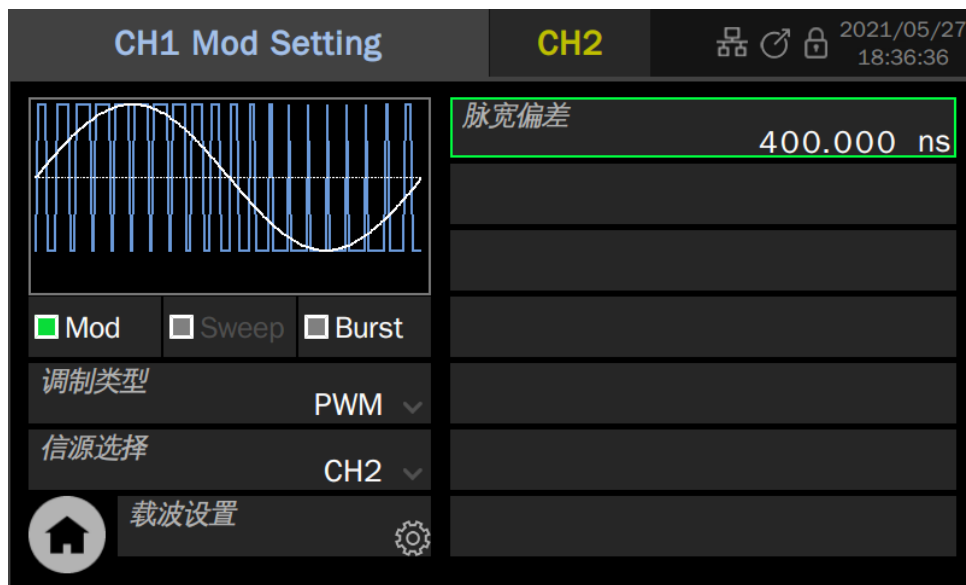 CH1 Mod Setting
CH2
2021/05/27
18:36:36
脉宽偏差
400.000 ns
Mod
Sweep
Burst
调制类型
PWM
信源选择
CH2
载波设置